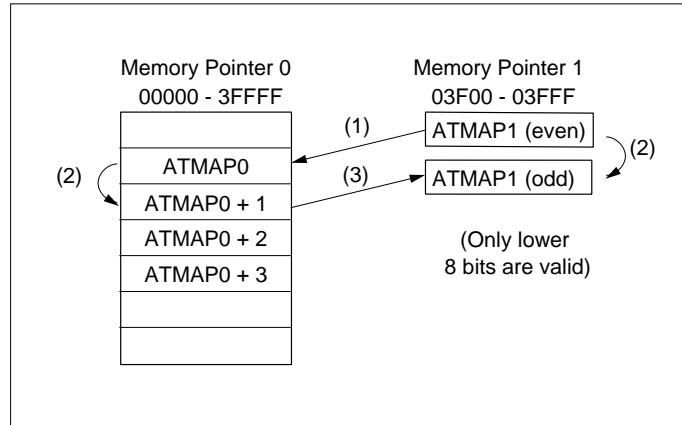 Memory Pointer 0
00000 - 3FFFF
Memory Pointer 1
03F00 - 03FFF
(1)
ATMAP1 (even)
(2)
ATMAP0
(2)
(3)
ATMAP1 (odd)
ATMAP0 + 1
ATMAP0 + 2
ATMAP0 + 3
(Only lower
8 bits are valid)